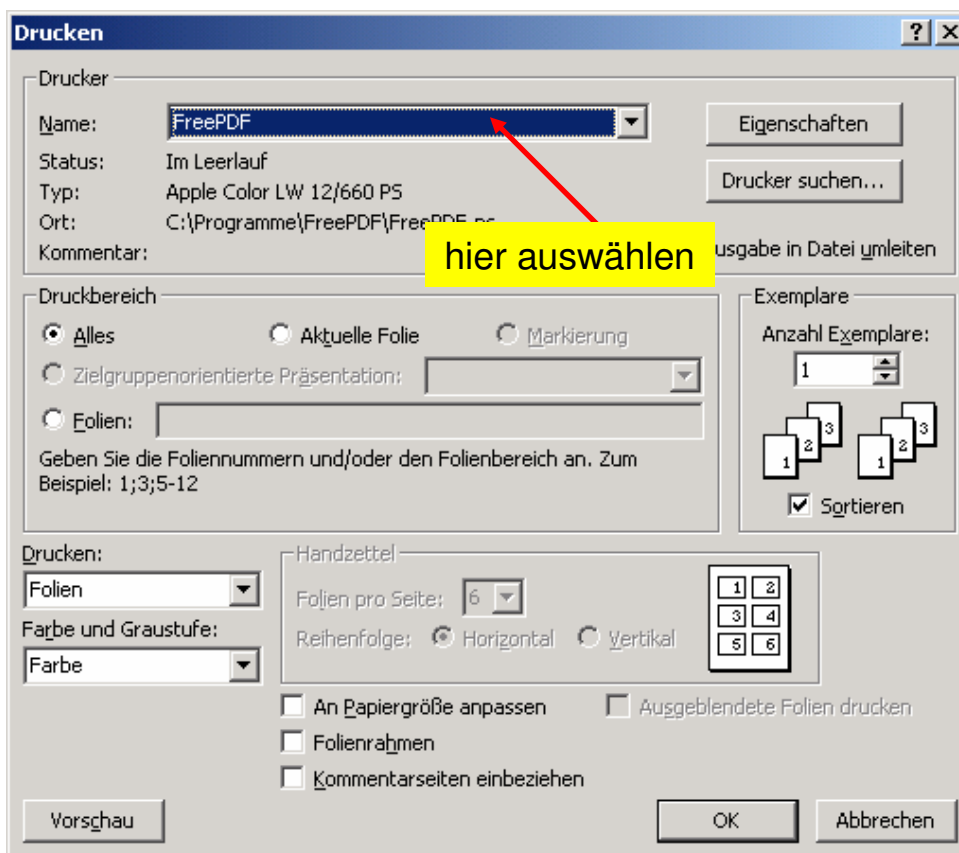 Drucken
Drucker
Name: FreePDF Eigenschaften
Status: Im Leerlauf
Typ: Apple Color LW 12/660 PS Drucker suchen...
Ort: C:\Programme\FreePDF\FreePDF.ps
Kommentar: hier auswählen usgabe in Datei umleiten
Druckbereich Exemplare
Alles Aktuelle Folie Markierung Anzahl Exemplare:
Zielgruppenorientierte Präsentation: 1
Folien:
1 2 3 1 2 3
Geben Sie die Foliennummern und/oder den Folienbereich an. Zum
Beispiel: 1;3;5-12
Sortieren
Drucken: Handzettel
Folien Folien pro Seite: 6 1 2
3 4
Farbe und Graustufe: Reihenfolge: Horizontal Vertikal 5 6
Farbe
An Papiergröße anpassen Ausgeblendete Folien drucken
Folienrahmen
Kommentarseiten einbeziehen
Vorschau OK Abbrechen